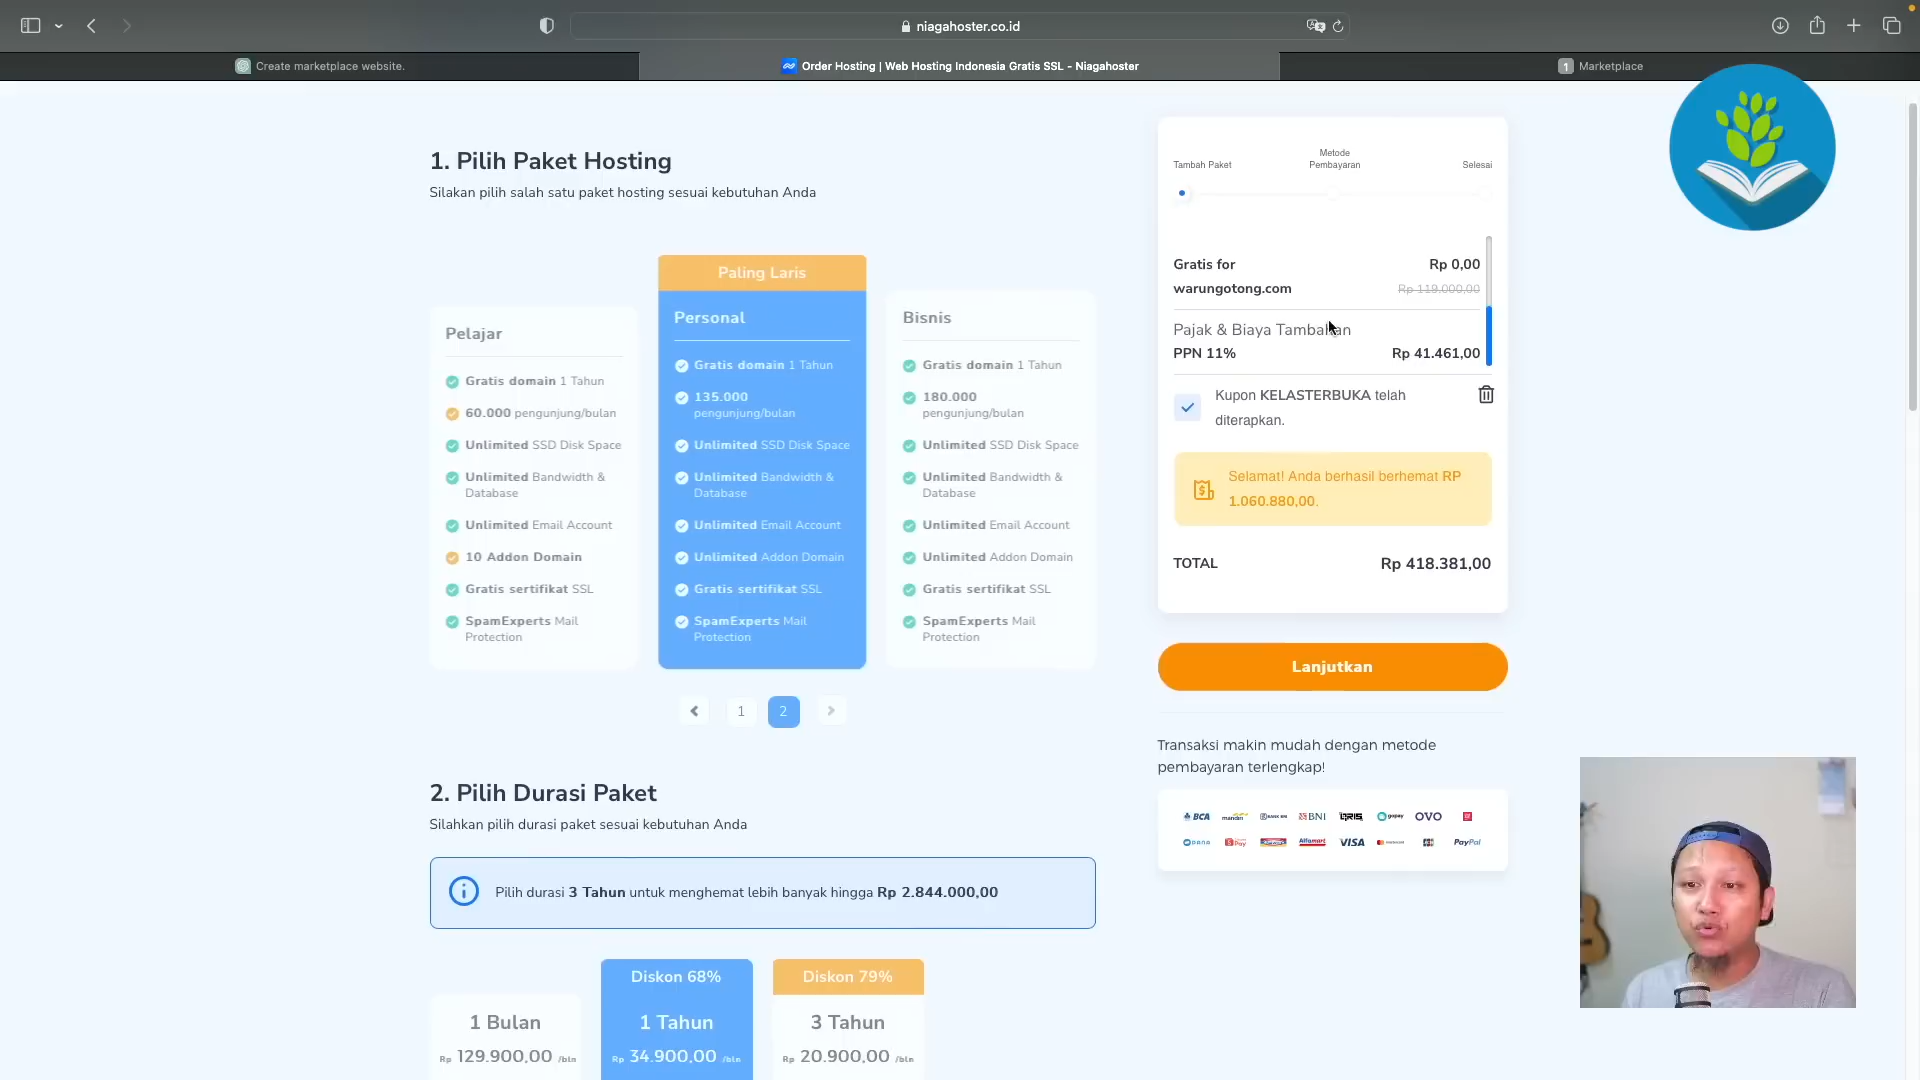 niagahoster.co.id
Create marketplace website.
Order Hosting | Web Hosting Indonesia Gratis SSL - Niagahoster
1 Marketplace
1. Pilih Paket Hosting
Silakan pilih salah satu paket hosting sesuai kebutuhan Anda
Pelajar
Gratis domain 1 Tahun
60.000 pengunjung/bulan
Unlimited SSD Disk Space
Unlimited Bandwidth &
Database
Unlimited Email Account
10 Addon Domain
Gratis sertifikat SSL
SpamExperts Mail
Protection
Paling Laris
Personal
Gratis domain 1 Tahun
135.000
pengunjung/bulan
Unlimited SSD Disk Space
Unlimited Bandwidth &
Database
Unlimited Email Account
Unlimited Addon Domain
Gratis sertifikat SSL
SpamExperts Mail
Protection
Bisnis
Gratis domain 1 Tahun
180.000
pengunjung/bulan
Unlimited SSD Disk Space
Unlimited Bandwidth &
Database
Unlimited Email Account
Unlimited Addon Domain
Gratis sertifikat SSL
SpamExperts Mail
Protection
1
2
2. Pilih Durasi Paket
Silahkan pilih durasi paket sesuai kebutuhan Anda
Pilih durasi 3 Tahun untuk menghemat lebih banyak hingga Rp 2.844.000,00
1 Bulan
Rp 129.900,00 /bln
Diskon 68%
1 Tahun
Rp 34.900,00 /bln
Diskon 79%
3 Tahun
Rp 20.900,00 /bln
Tambah Paket
Metode
Pembayaran
Selesai
Gratis for Rp 0,00
warungotong.com Rp 119.000,00
Pajak & Biaya Tambahan
PPN 11% Rp 41.461,00
Kupon KELASTERBUKA telah
diterapkan.
Selamat! Anda berhasil berhemat RP
1.060.880,00.
TOTAL Rp 418.381,00
Lanjutkan
Transaksi makin mudah dengan metode
pembayaran terlengkap!
BCA mandiri BNI QRIS gopay OVO
DANA Pay Alfamart VISA PayPal